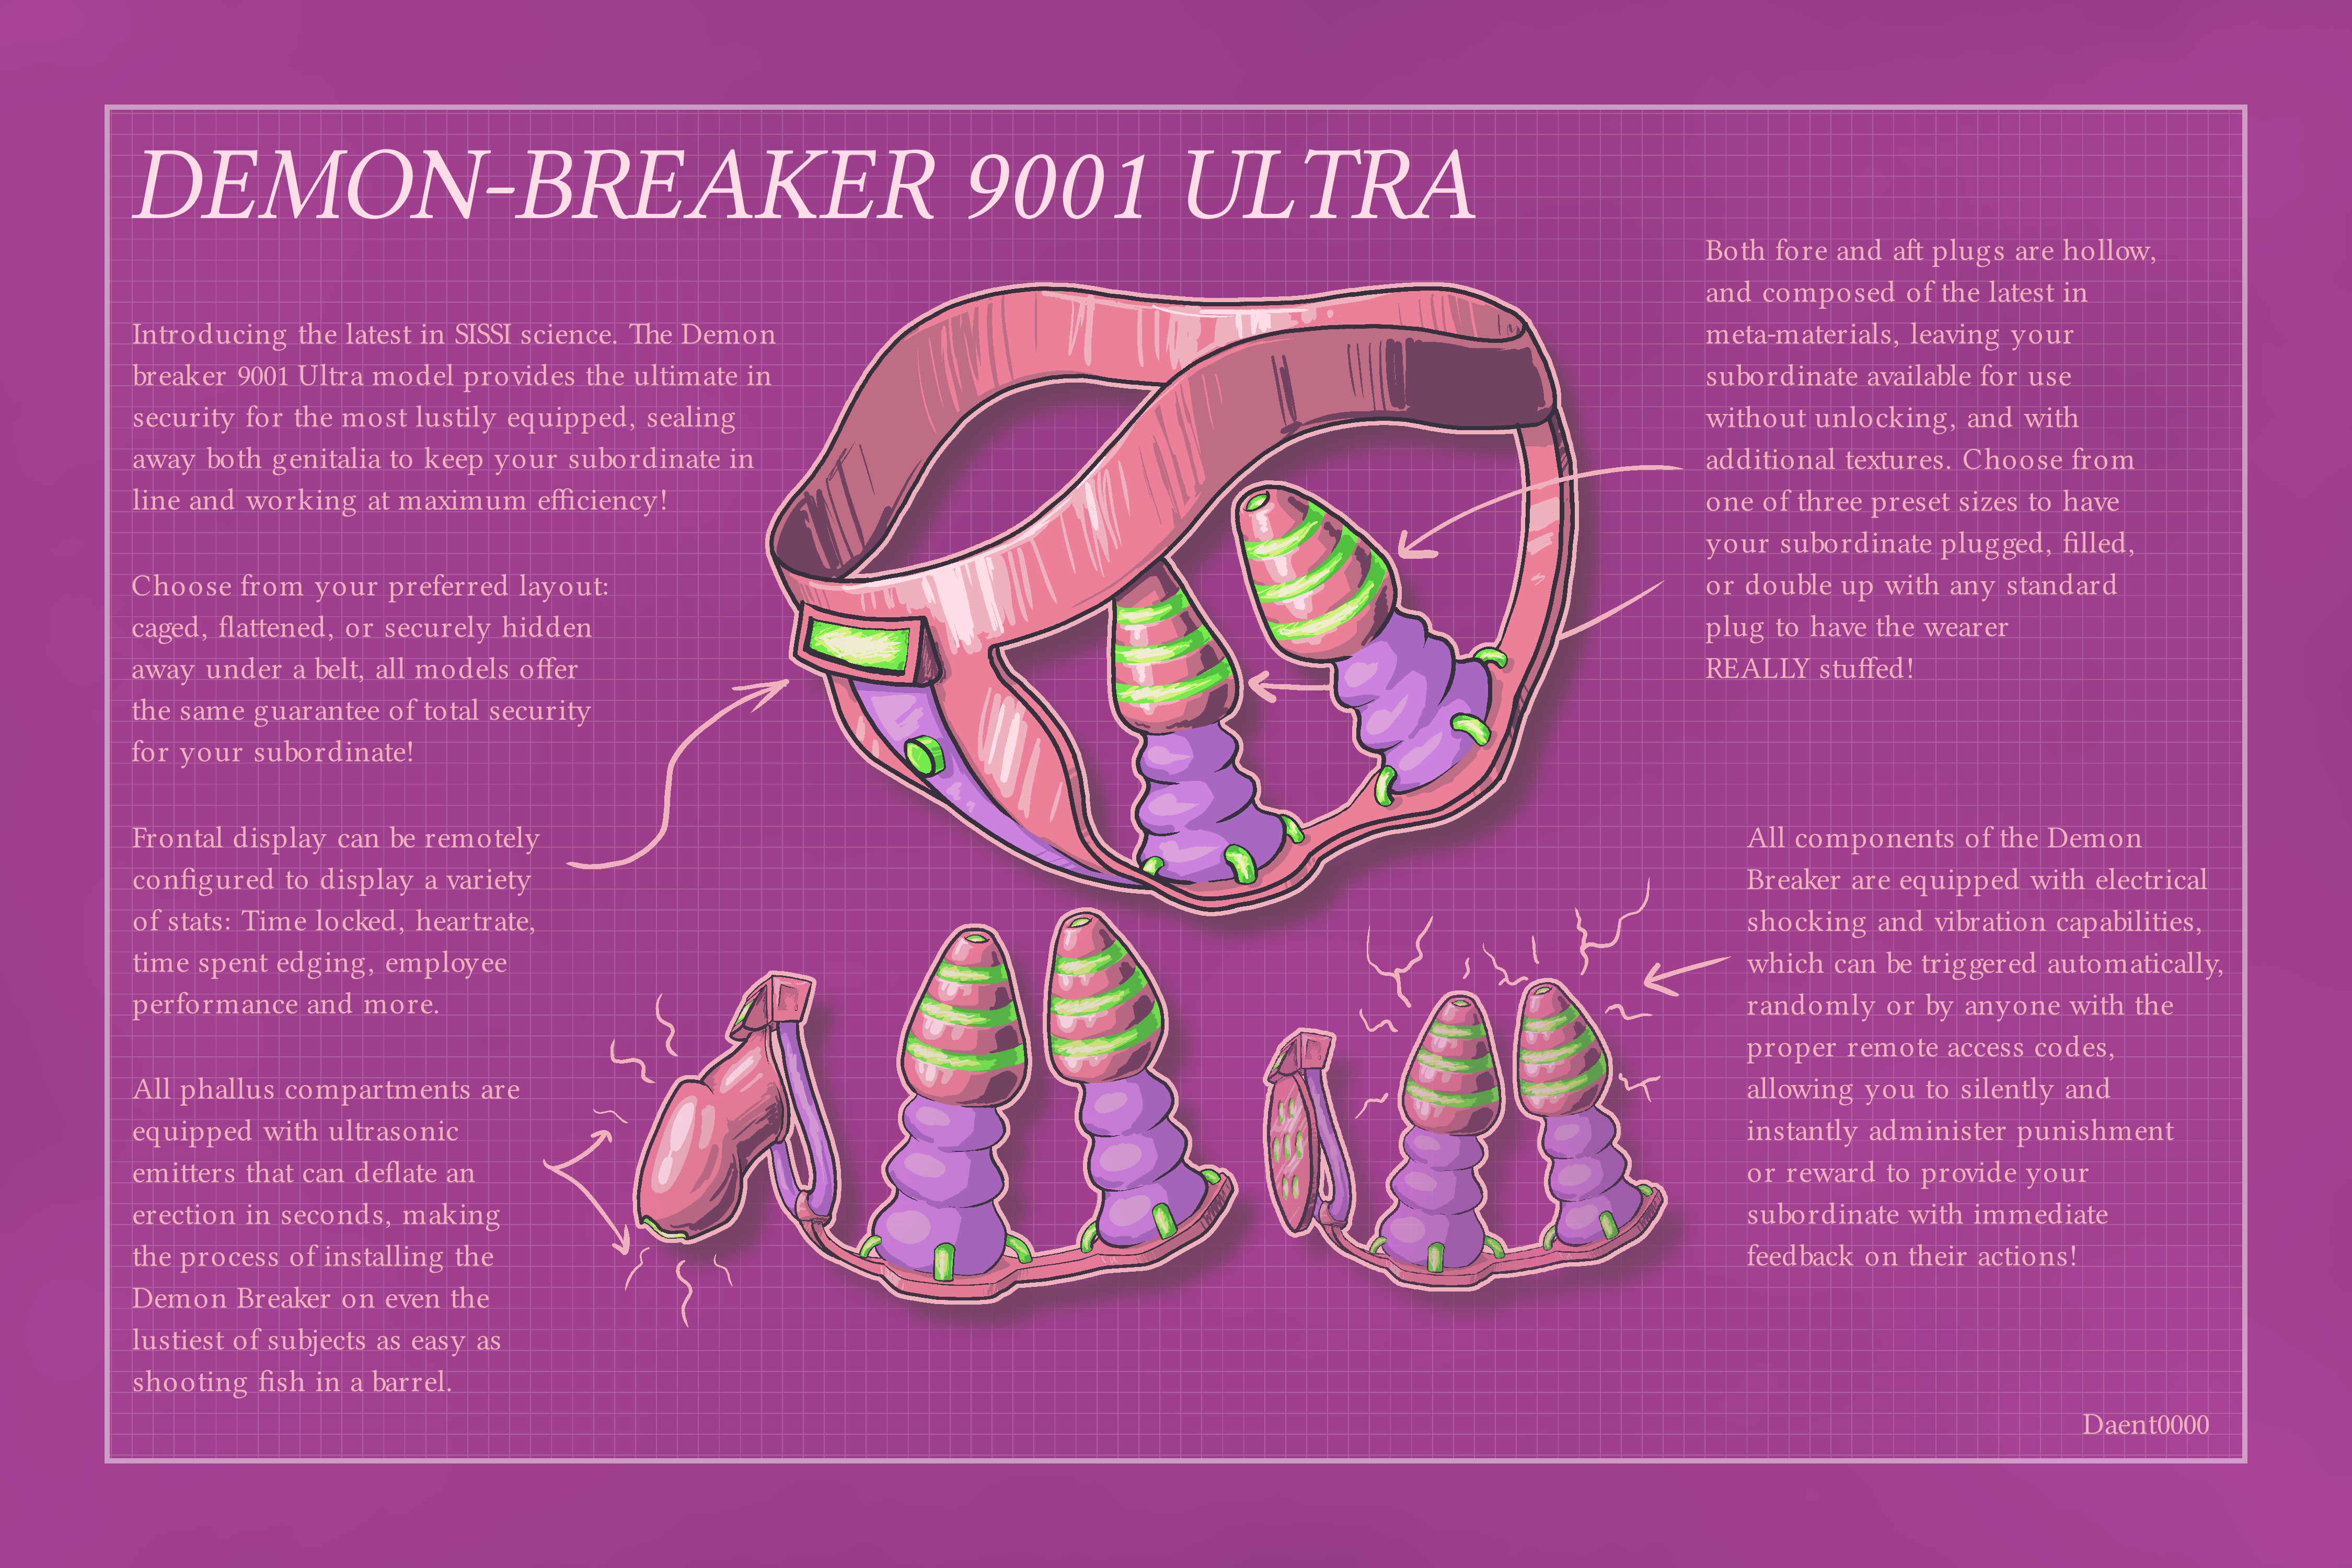 DEMON-BREAKER 9001 ULTRA
Introducing the latest in SISSI science. The Demon
breaker 9001 Ultra model provides the ultimate in
security for the most lustily equipped, sealing
away both genitalia to keep your subordinate in
line and working at maximum efficiency!
Choose from your preferred layout:
caged, flattened, or securely hidden
away under a belt, all models offer
the same guarantee of total security
for your subordinate!
Frontal display can be remotely
configured to display a variety
of stats: Time locked, heartrate,
time spent edging, employee
performance and more.
All phallus compartments are
equipped with ultrasonic
emitters that can deflate an
erection in seconds, making
the process of installing the
Demon Breaker on even the
lustiest of subjects as easy as
shooting fish in a barrel.
Both fore and aft plugs are hollow,
and composed of the latest in
meta-materials, leaving your
subordinate available for use
without unlocking, and with
additional textures. Choose from
one of three preset sizes to have
your subordinate plugged, filled,
or double up with any standard
plug to have the wearer
REALLY stuffed!
All components of the Demon
Breaker are equipped with electrical
shocking and vibration capabilities,
which can be triggered automatically,
randomly or by anyone with the
proper remote access codes,
allowing you to silently and
instantly administer punishment
or reward to provide your
subordinate with immediate
feedback on their actions!
Daent0000